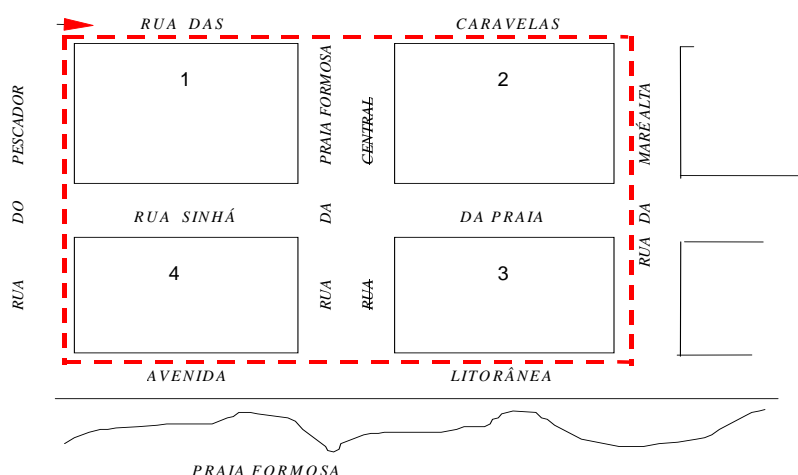 RUA DAS CARAVELAS
1
2
RUA DO PESCADOR
RUA DA PRAIA FORMOSA
RUA CENTRAL
RUA DA MARÉ ALTA
RUA SINHÁ DA PRAIA
4
3
AVENIDA LITORÂNEA
PRAIA FORMOSA